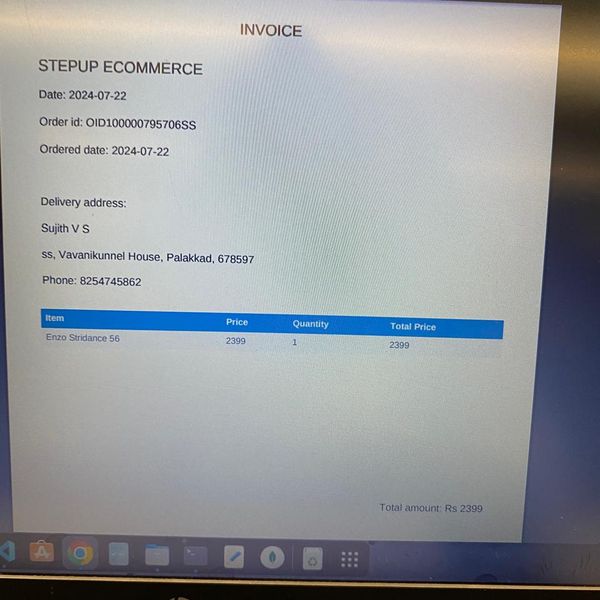 INVOICE
STEPUP ECOMMERCE
Date: 2024-07-22
Order id: OID100000795706SS
Ordered date: 2024-07-22
Delivery address:
Sujith V S
ss, Vavanikunnel House, Palakkad, 678597
Phone: 8254745862
Item Price Quantity Total Price
Enzo Stridance 56 2399 1 2399
Total amount: Rs 2399